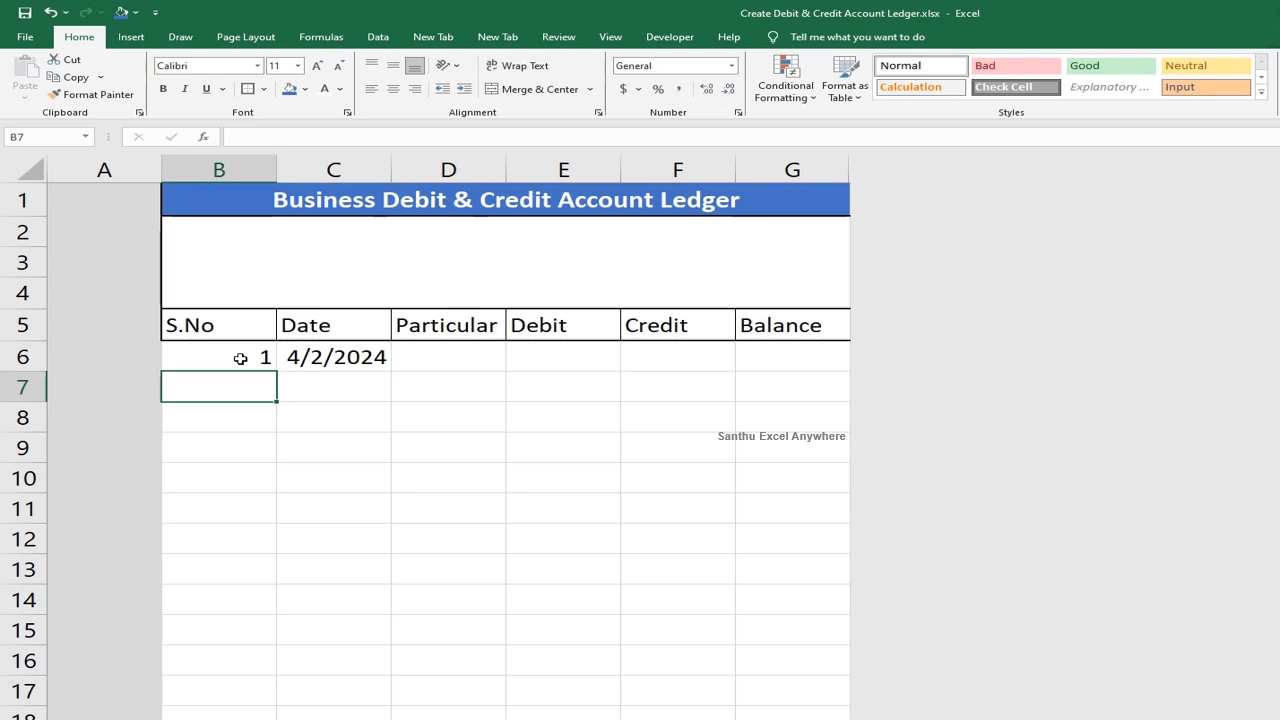 Create Debit & Credit Account Ledger.xlsx - Excel
File Home Insert Draw Page Layout Formulas Data New Tab New Tab Review View Developer Help Tell me what you want to do
Paste
Cut
Copy
Format Painter
Clipboard
Calibri 11
B I U
A
Font
Wrap Text
Merge & Center
Alignment
General
$ % ,
Number
Conditional Formatting
Format as Table
Normal Bad Good Neutral
Calculation Check Cell Explanatory ... Input
Styles
B7 fx
A B C D E F G
1 Business Debit & Credit Account Ledger
2
3
4
5 S.No Date Particular Debit Credit Balance
6 1 4/2/2024
7
8
9 Santhu Excel Anywhere
10
11
12
13
14
15
16
17
18